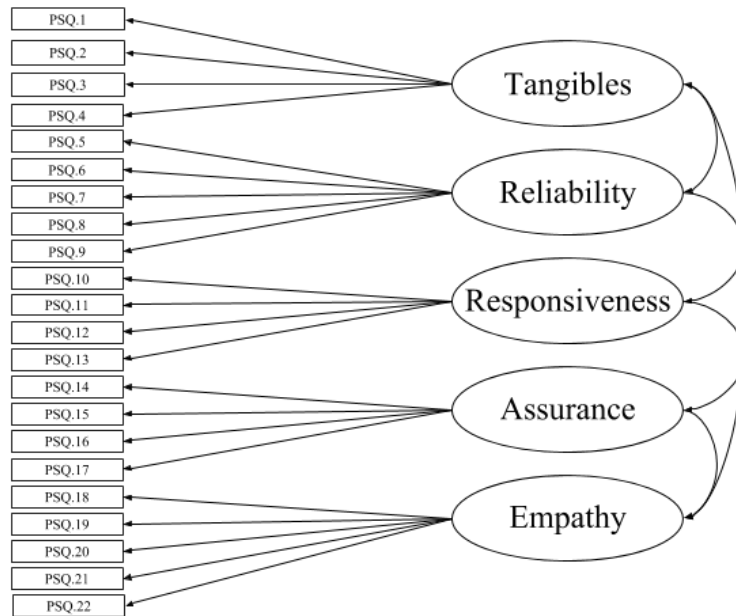 PSQ.1
PSQ.2
PSQ.3
PSQ.4
PSQ.5
PSQ.6
PSQ.7
PSQ.8
PSQ.9
PSQ.10
PSQ.11
PSQ.12
PSQ.13
PSQ.14
PSQ.15
PSQ.16
PSQ.17
PSQ.18
PSQ.19
PSQ.20
PSQ.21
PSQ.22
Tangibles
Reliability
Responsiveness
Assurance
Empathy